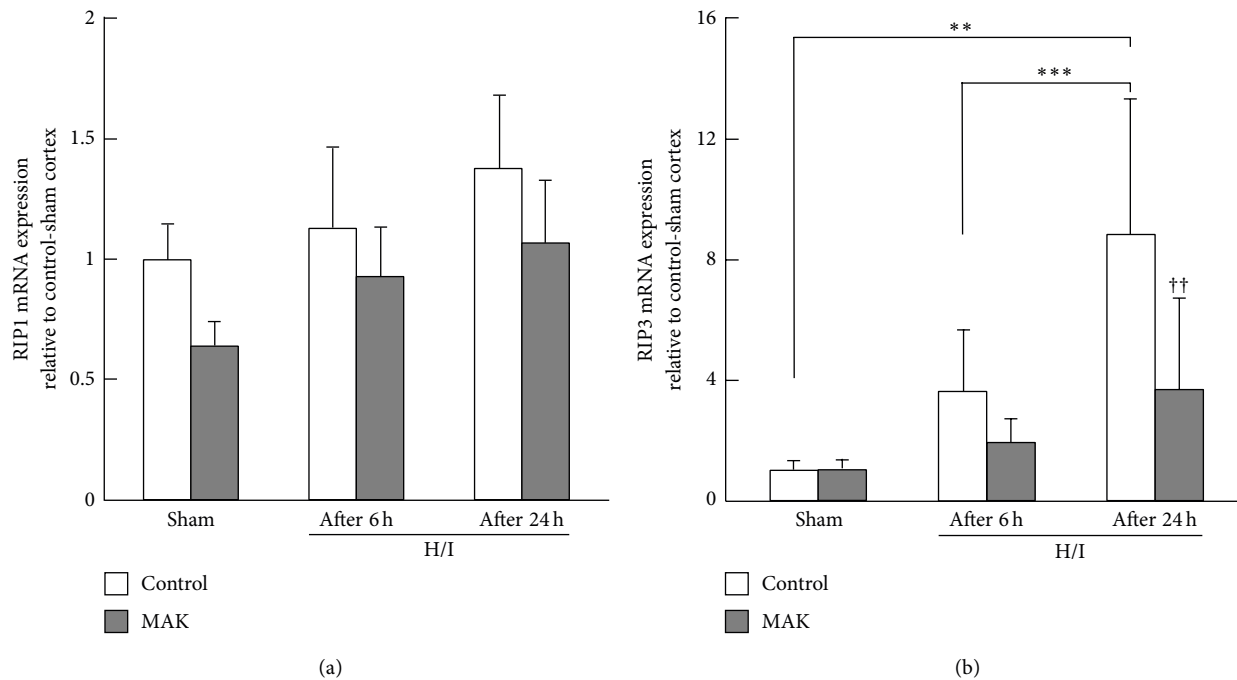 RIP1 mRNA expression
relative to control-sham cortex
2
1.5
1
0.5
0
Sham
After 6 h
After 24 h
H/I
Control
MAK
(a)
RIP3 mRNA expression
relative to control-sham cortex
16
12
8
4
0
**
***
††
Sham
After 6 h
After 24 h
H/I
Control
MAK
(b)